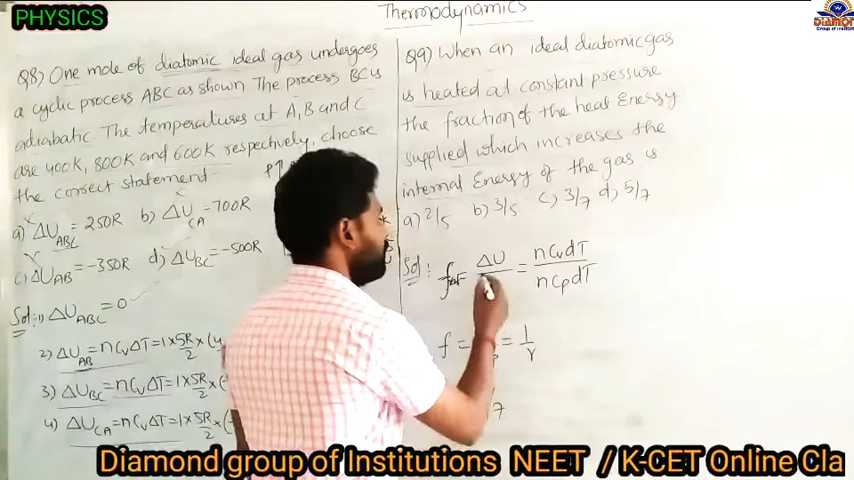 PHYSICS
Thermodynamics
DIAMOND
Group of Instituti
Q8) One mole of diatomic ideal gas undergoes
a cyclic process ABC as shown The process BC is
adiabatic The temperatures at A, B and C
are 400K, 800K and 600K respectively, choose
the correct statement
a) ΔU_ABC = 250R b) ΔU_CA = 700R
c) ΔU_AB = -350R d) ΔU_BC = -500R
Sol:- 1) ΔU_ABC = 0
2) ΔU_AB = nCvΔT = 1 x 5R/2 x (
3) ΔU_BC = nCvΔT = 1 x 5R/2 x (
4) ΔU_CA = nCvΔT = 1 x 5R/2 x (
Q9) When an ideal diatomic gas
is heated at constant pressure
the fraction of the heat Energy
supplied which increases the
internal Energy of the gas is
a) 2/5 b) 3/5 c) 3/7 d) 5/7
Sol: f = ΔU = nCvdT / nCpdT
f = = 1/γ
7
Diamond group of Institutions NEET / K-CET Online Cla